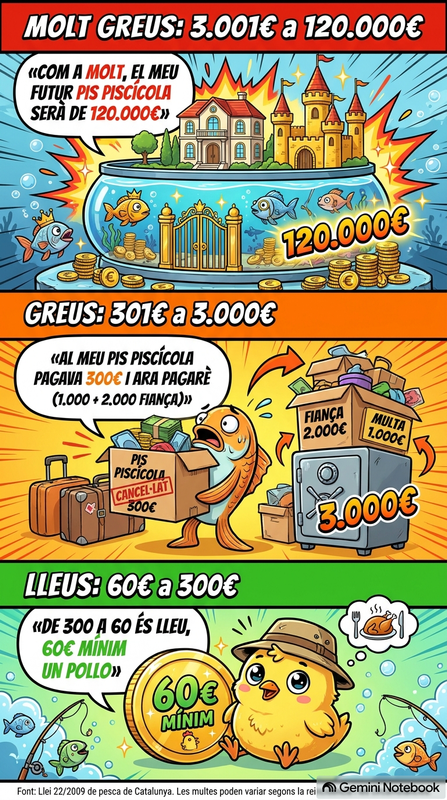 MOLT GREUS: 3.001€ a 120.000€
«COM A MOLT, EL MEU
FUTUR PIS PISCÍCOLA
SERÀ DE 120.000€»
120.000€
GREUS: 301€ a 3.000€
«AL MEU PIS PISCÍCOLA
PAGAVA 300€ I ARA PAGARÈ
(1.000 + 2.000 FIANÇA)»
PIS
PISCÍCOLA
CANCEL·LAT
300€
FIANÇA
2.000€
MULTA
1.000€
3.000€
LLEUS: 60€ a 300€
«DE 300 A 60 ÉS LLEU,
60€ MÍNIM
UN POLLO»
60€
MÍNIM
Font: Llei 22/2009 de pesca de Catalunya. Les multes poden variar segons la rei
Gemini Notebook